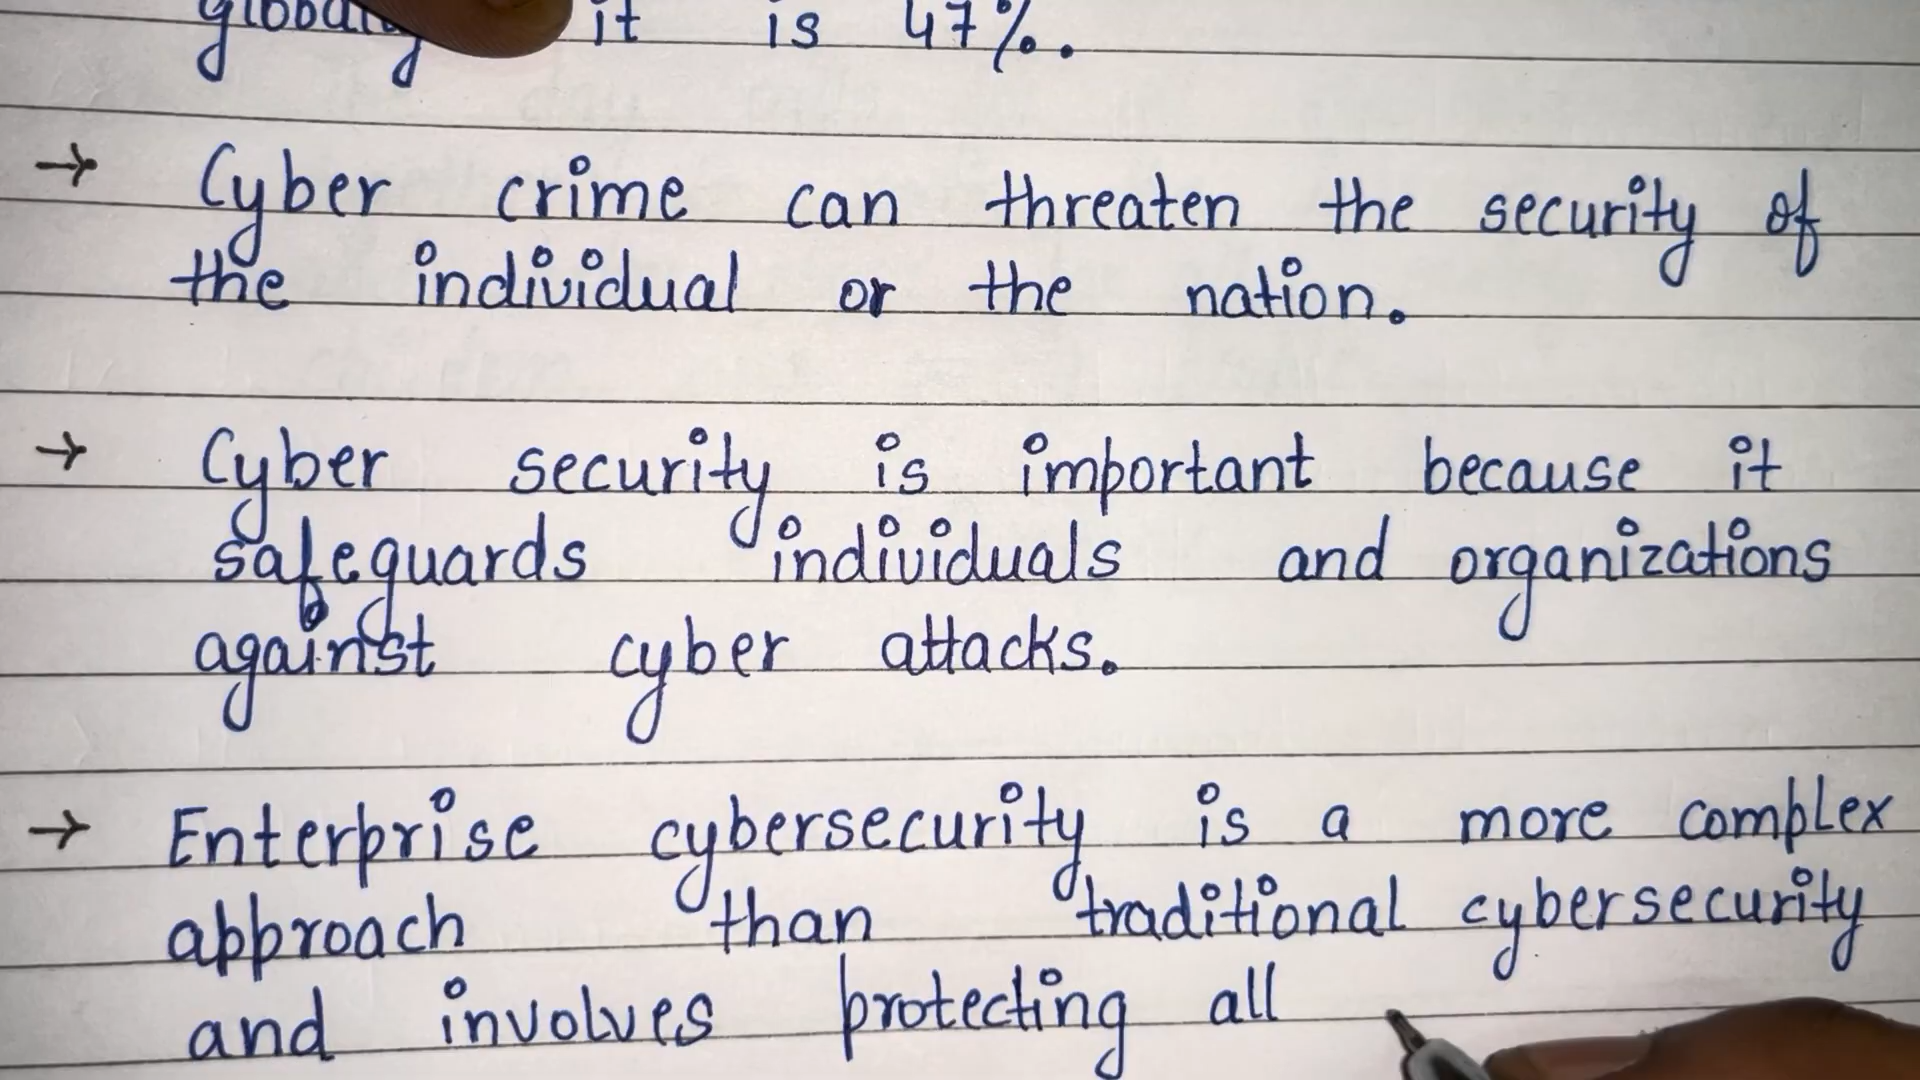 globally it is 47%.
→ Cyber crime can threaten the security of
the individual or the nation.
→ Cyber security is important because it
safeguards individuals and organizations
against cyber attacks.
→ Enterprise cybersecurity is a more complex
approach than traditional cybersecurity
and involves protecting all